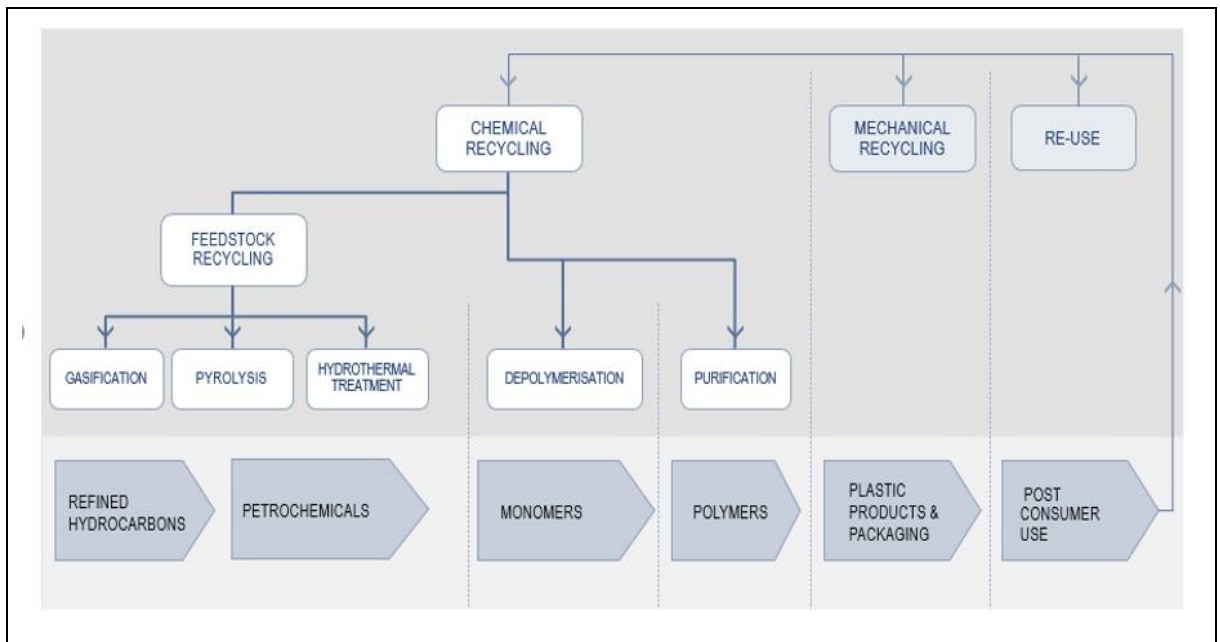 CHEMICAL
RECYCLING
MECHANICAL
RECYCLING
RE-USE
FEEDSTOCK
RECYCLING
GASIFICATION
PYROLYSIS
HYDROTHERMAL
TREATMENT
DEPOLYMERISATION
PURIFICATION
REFINED
HYDROCARBONS
PETROCHEMICALS
MONOMERS
POLYMERS
PLASTIC
PRODUCTS &
PACKAGING
POST
CONSUMER
USE